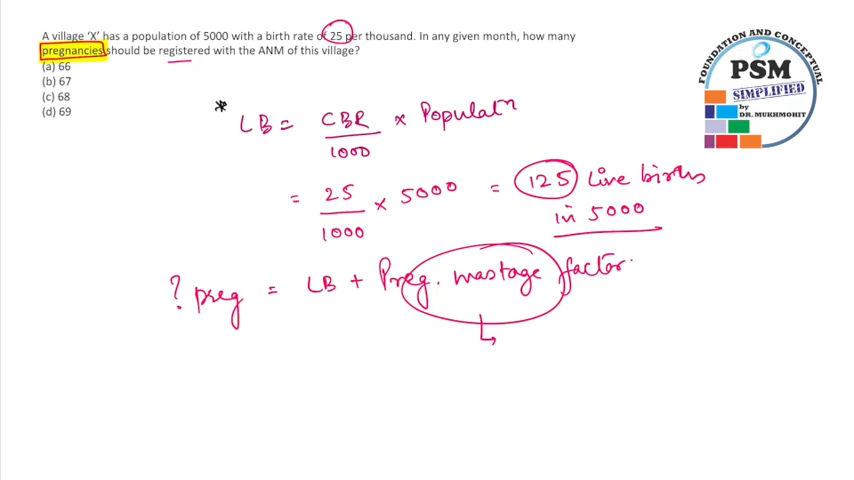 A village ‘X’ has a population of 5000 with a birth rate of 25 per thousand. In any given month, how many
pregnancies should be registered with the ANM of this village?
(a) 66
(b) 67
(c) 68
(d) 69
FOUNDATION AND CONCEPTUAL
PSM
SIMPLIFIED
by
DR. MUKHMOHIT
* LB = CBR/1000 × Populatn
= 25/1000 × 5000 = 125 Live births
in 5000
? preg = LB + Preg. wastage factor.